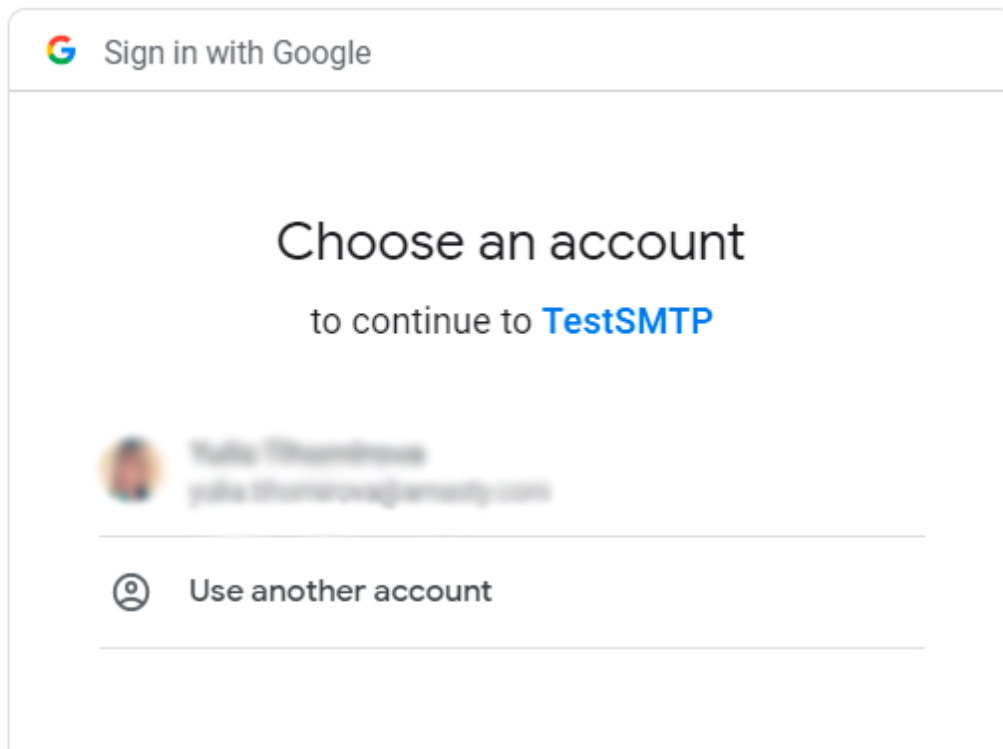 Sign in with Google
Choose an account
to continue to TestSMTP
Use another account